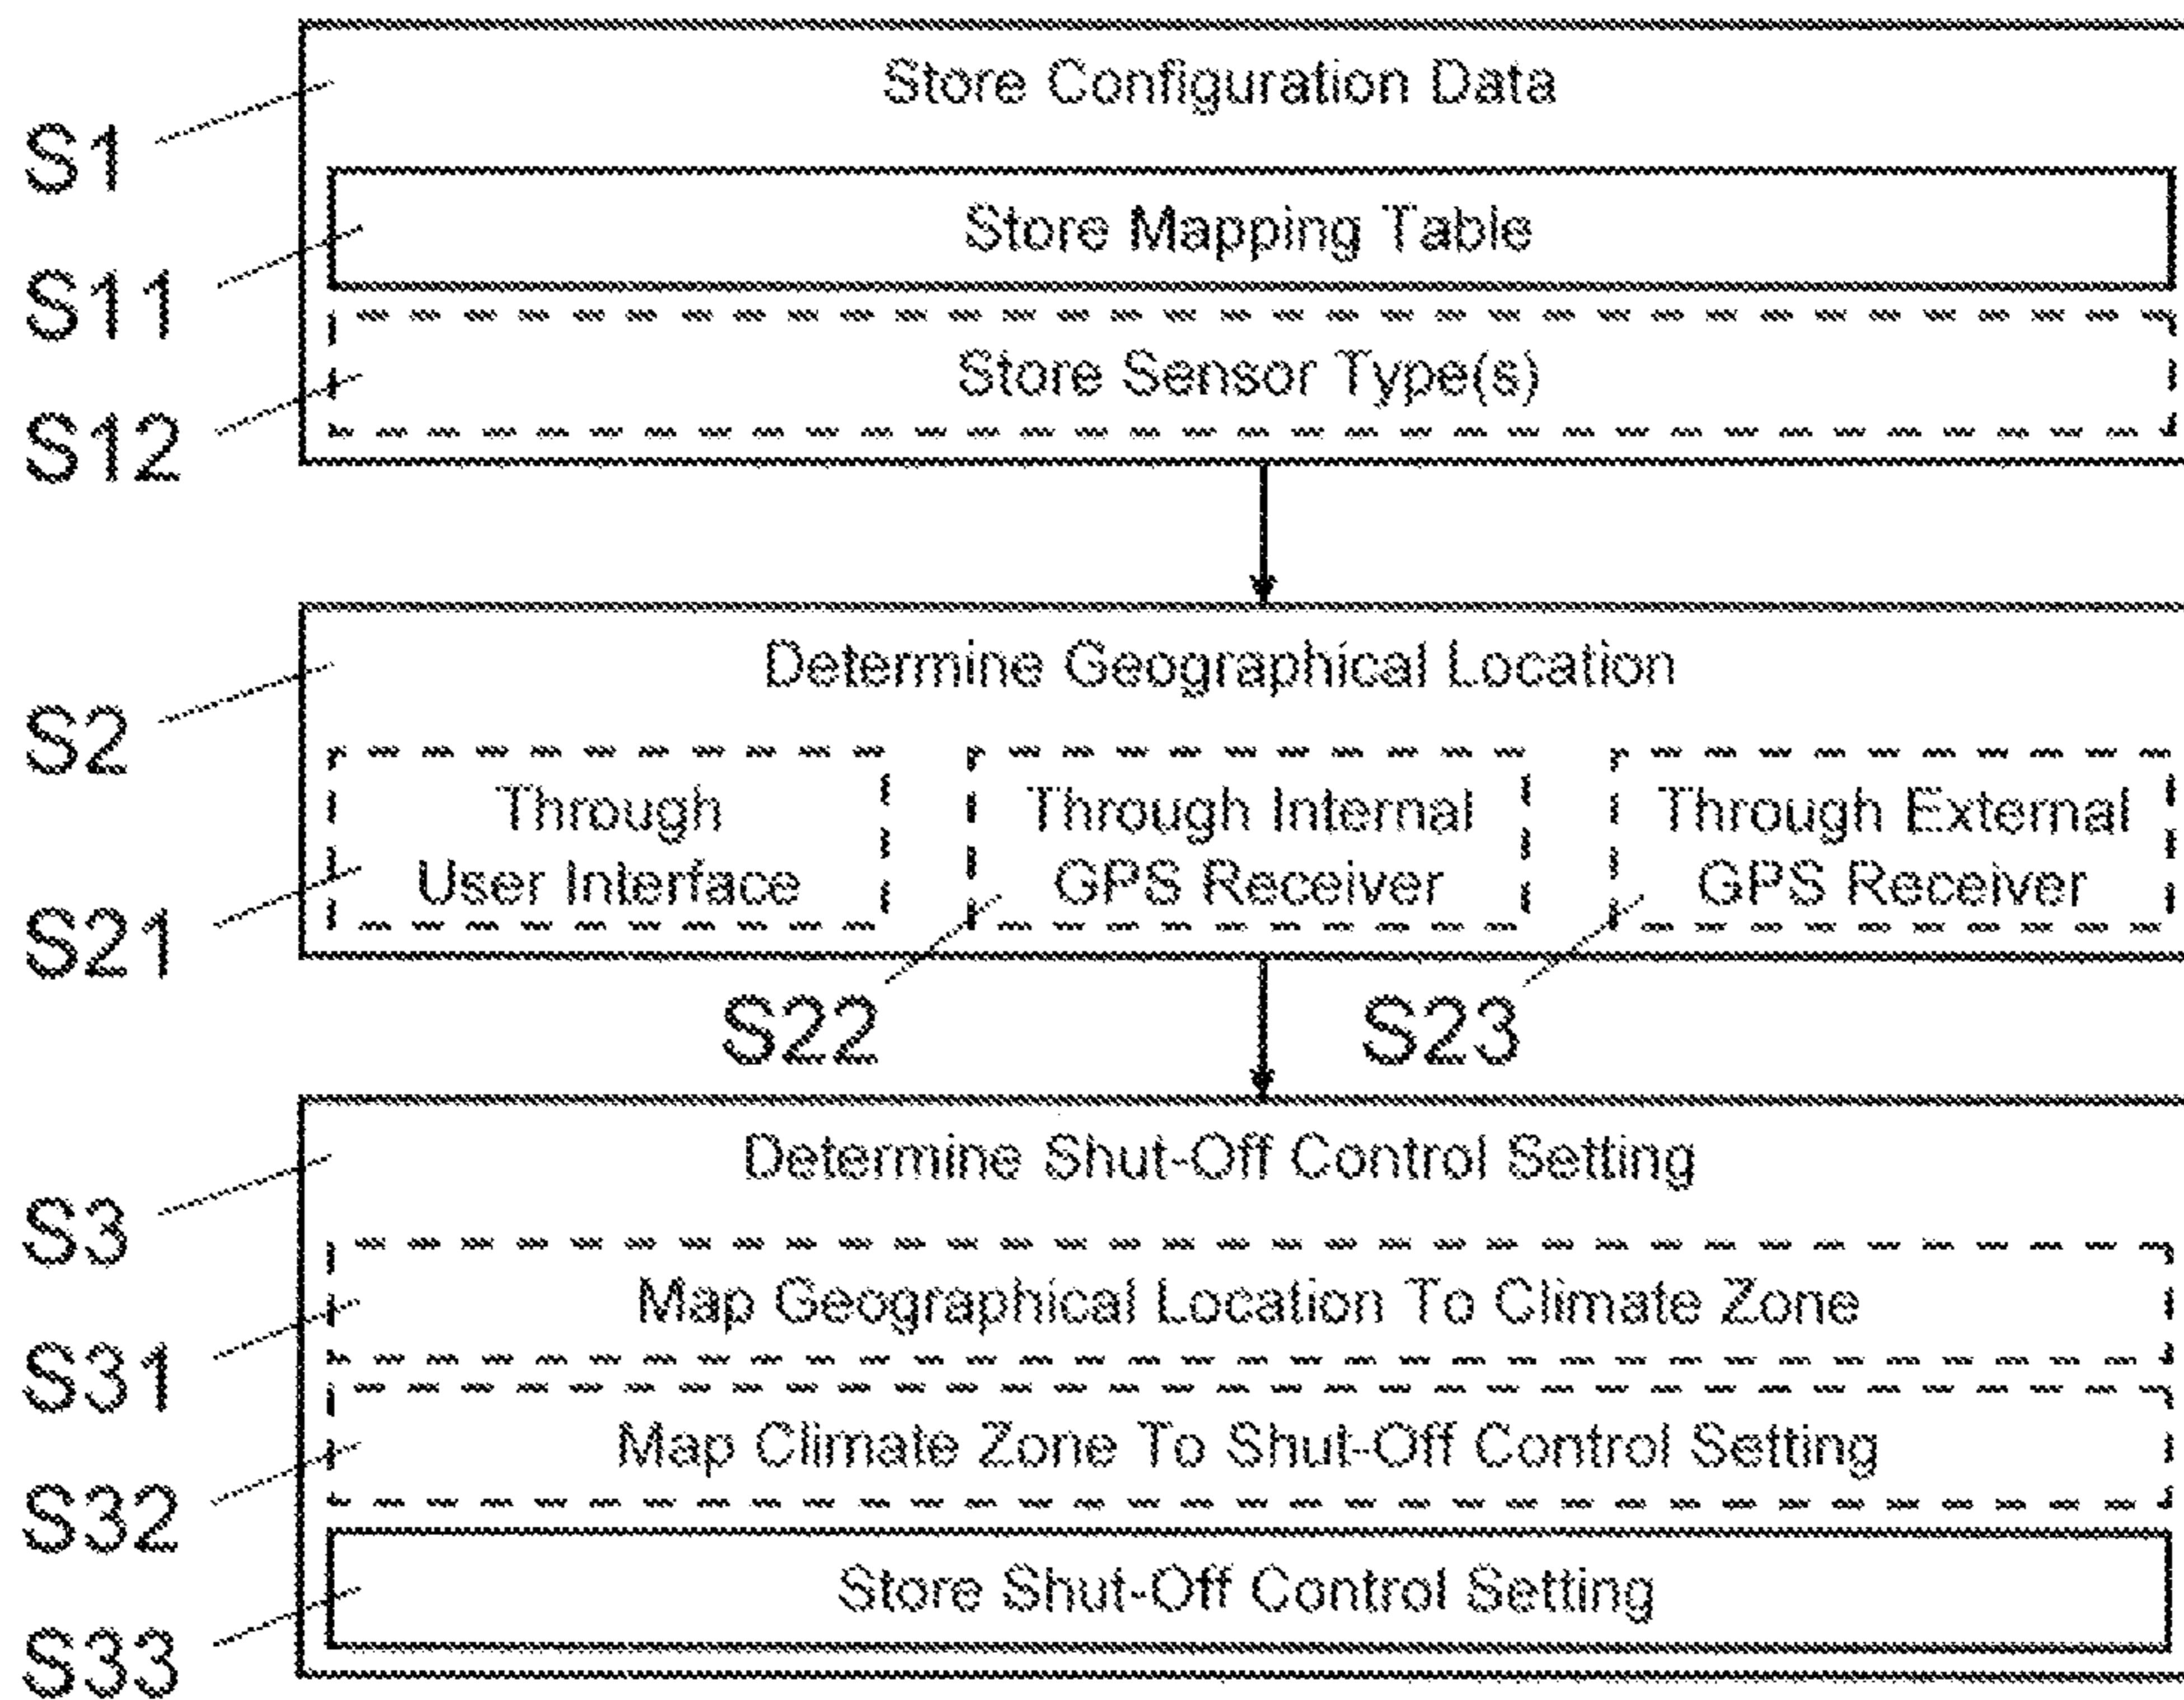 Store Configuration Data
S1
Store Mapping Table
S11
Store Sensor Type(s)
S12
Determine Geographical Location
S2
Through
User Interface
S21
Through Internal
GPS Receiver
S22
Through External
GPS Receiver
S23
Determine Shut-Off Control Setting
S3
Map Geographical Location To Climate Zone
S31
Map Climate Zone To Shut-Off Control Setting
S32
Store Shut-Off Control Setting
S33